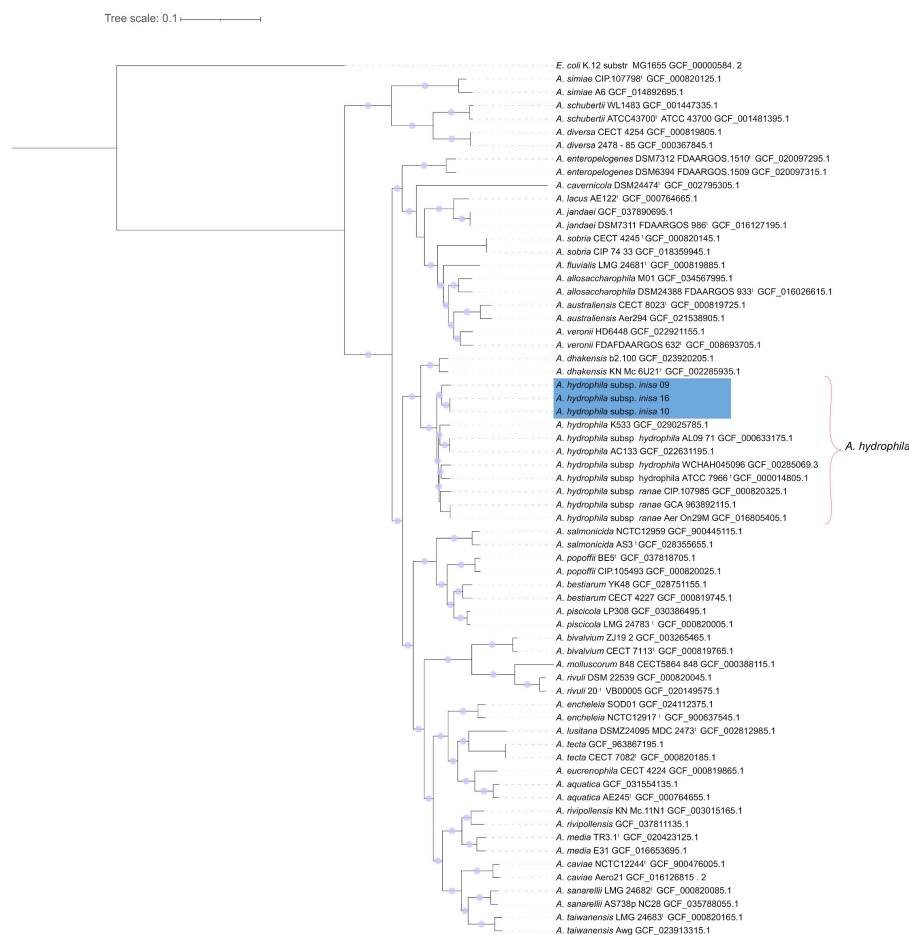 Tree scale: 0.1
E. coli K.12 substr MG1655 GCF_00000584. 2
A. simiae CIP.107798ᵗ GCF_000820125.1
A. simiae A6 GCF_014892695.1
A. schubertii WL1483 GCF_001447335.1
A. schubertii ATCC43700ᵗ ATCC 43700 GCF_001481395.1
A. diversa CECT 4254 GCF_000819805.1
A. diversa 2478 - 85 GCF_000367845.1
A. enteropelogenes DSM7312 FDAARGOS.1510ᵗ GCF_020097295.1
A. enteropelogenes DSM6394 FDAARGOS.1509 GCF_020097315.1
A. cavernicola DSM24474ᵗ GCF_002795305.1
A. lacus AE122ᵗ GCF_000764665.1
A. jandaei GCF_037890695.1
A. jandaei DSM7311 FDAARGOS 986ᵗ GCF_016127195.1
A. sobria CECT 4245 ᵗ GCF_000820145.1
A. sobria CIP 74 33 GCF_018359945.1
A. fluvialis LMG 24681ᵗ GCF_000819885.1
A. allosaccharophila M01 GCF_034567995.1
A. allosaccharophila DSM24388 FDAARGOS 933ᵗ GCF_016026615.1
A. australiensis CECT 8023ᵗ GCF_000819725.1
A. australiensis Aer294 GCF_021538905.1
A. veronii HD6448 GCF_022921155.1
A. veronii FDAFDAARGOS 632ᵗ GCF_008693705.1
A. dhakensis b2.100 GCF_023920205.1
A. dhakensis KN Mc 6U21ᵗ GCF_002285935.1
A. hydrophila subsp. inisa 09
A. hydrophila subsp. inisa 16
A. hydrophila subsp. inisa 10
A. hydrophila K533 GCF_029025785.1
A. hydrophila subsp hydrophila AL09 71 GCF_000633175.1
A. hydrophila
A. hydrophila AC133 GCF_022631195.1
A. hydrophila subsp hydrophila WCHAH045096 GCF_00285069.3
A. hydrophila subsp hydrophila ATCC 7966 ᵗ GCF_000014805.1
A. hydrophila subsp ranae CIP.107985 GCF_000820325.1
A. hydrophila subsp ranae GCA 963892115.1
A. hydrophila subsp ranae Aer On29M GCF_016805405.1
A. salmonicida NCTC12959 GCF_900445115.1
A. salmonicida AS3 ᵗ GCF_028355655.1
A. popoffii BE5ᵗ GCF_037818705.1
A. popoffii CIP.105493 GCF_000820025.1
A. bestiarum YK48 GCF_028751155.1
A. bestiarum CECT 4227 GCF_000819745.1
A. piscicola LP308 GCF_030386495.1
A. piscicola LMG 24783 ᵗ GCF_000820005.1
A. bivalvium ZJ19 2 GCF_003265465.1
A. bivalvium CECT 7113ᵗ GCF_000819765.1
A. molluscorum 848 CECT5864 848 GCF_000388115.1
A. rivuli DSM 22539 GCF_000820045.1
A. rivuli 20 ᵗ VB00005 GCF_020149575.1
A. encheleia SOD01 GCF_024112375.1
A. encheleia NCTC12917 ᵗ GCF_900637545.1
A. lusitana DSMZ24095 MDC 2473ᵗ GCF_002812985.1
A. tecta GCF_963867195.1
A. tecta CECT 7082ᵗ GCF_000820185.1
A. eucrenophila CECT 4224 GCF_000819865.1
A. aquatica GCF_031554135.1
A. aquatica AE245ᵗ GCF_000764655.1
A. rivipollensis KN Mc.11N1 GCF_003015165.1
A. rivipollensis GCF_037811135.1
A. media TR3.1ᵗ GCF_020423125.1
A. media E31 GCF_016653695.1
A. caviae NCTC12244ᵗ GCF_900476005.1
A. caviae Aero21 GCF_016126815 . 2
A. sanarellii LMG 24682ᵗ GCF_000820085.1
A. sanarellii AS738p NC28 GCF_035788055.1
A. taiwanensis LMG 24683ᵗ GCF_000820165.1
A. taiwanensis Awg GCF_023913315.1